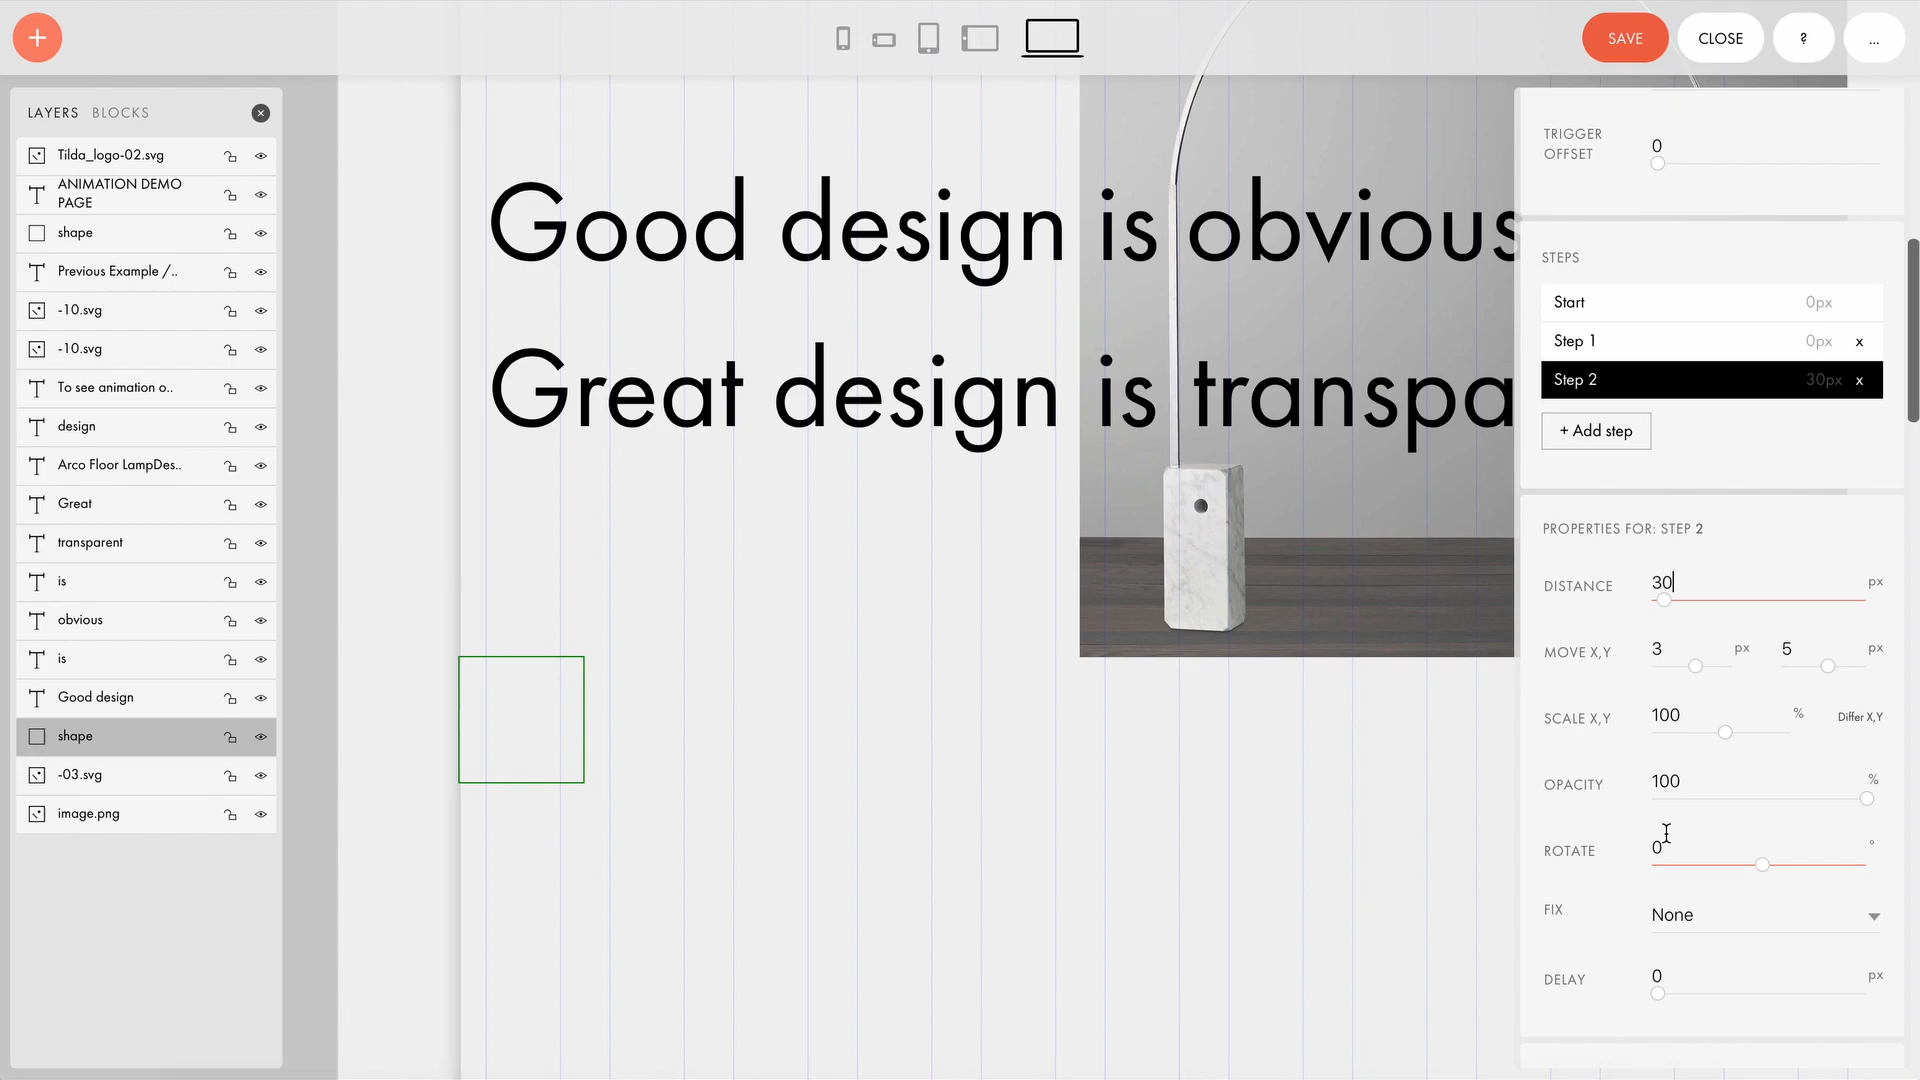 +
SAVE
CLOSE
?
...
LAYERS BLOCKS
Tilda_logo-02.svg
ANIMATION DEMO
PAGE
shape
Previous Example /..
-10.svg
-10.svg
To see animation o..
design
Arco Floor LampDes..
Great
transparent
is
obvious
is
Good design
shape
-03.svg
image.png
Good design is obvious
Great design is transpa
TRIGGER
OFFSET
0
STEPS
Start 0px
Step 1 0px x
Step 2 30px x
+ Add step
PROPERTIES FOR: STEP 2
DISTANCE 30 px
MOVE X,Y 3 px 5 px
SCALE X,Y 100 % Differ X,Y
OPACITY 100 %
ROTATE 0 °
FIX None
DELAY 0 px